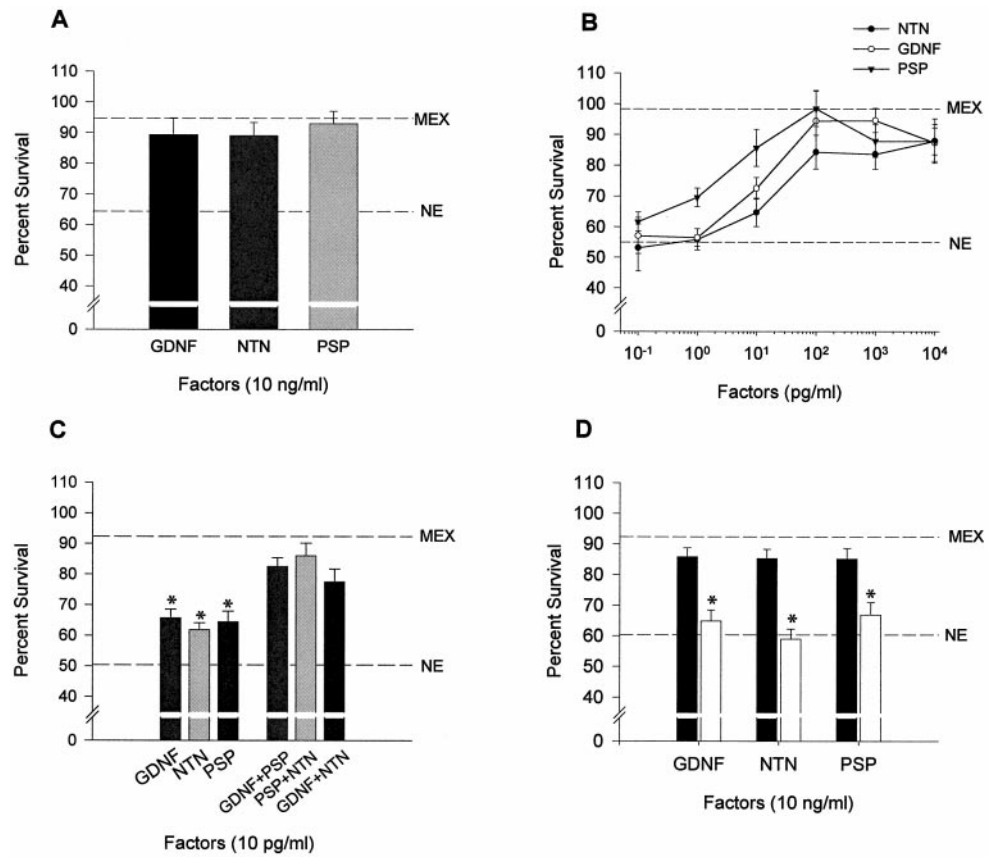 A
110
100
90
80
70
60
50
40
0
Percent Survival
MEX
NE
GDNF NTN PSP
Factors (10 ng/ml)
B
NTN
GDNF
PSP
110
100
90
80
70
60
50
40
0
Percent Survival
MEX
NE
10⁻¹ 10⁰ 10¹ 10² 10³ 10⁴
Factors (pg/ml)
C
110
100
90
80
70
60
50
40
0
Percent Survival
MEX
NE
* * *
GDNF NTN PSP GDNF+PSP PSP+NTN GDNF+NTN
Factors (10 pg/ml)
D
110
100
90
80
70
60
50
40
0
Percent Survival
MEX
NE
* * *
GDNF NTN PSP
Factors (10 ng/ml)